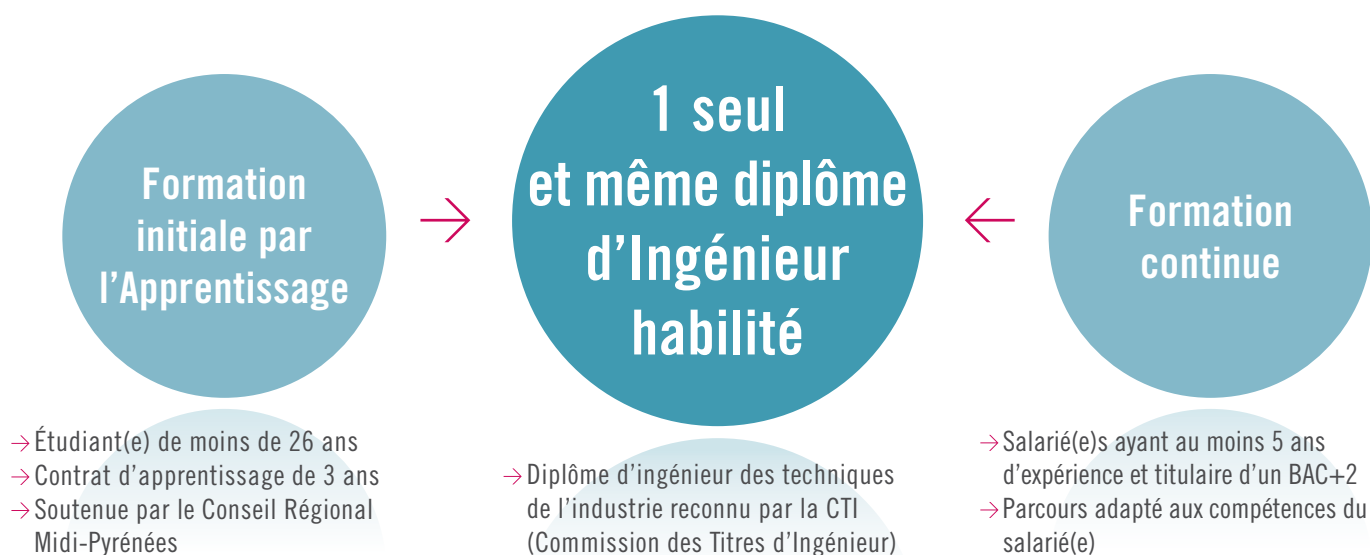 Formation
initiale par
l'Apprentissage
→ Étudiant(e) de moins de 26 ans
→ Contrat d'apprentissage de 3 ans
→ Soutenue par le Conseil Régional
Midi-Pyrénées
1 seul
et même diplôme
d'Ingénieur
habilité
→ Diplôme d'ingénieur des techniques
de l'industrie reconnu par la CTI
(Commission des Titres d'Ingénieur)
Formation
continue
→ Salarié(e)s ayant au moins 5 ans
d'expérience et titulaire d'un BAC+2
→ Parcours adapté aux compétences du
salarié(e)